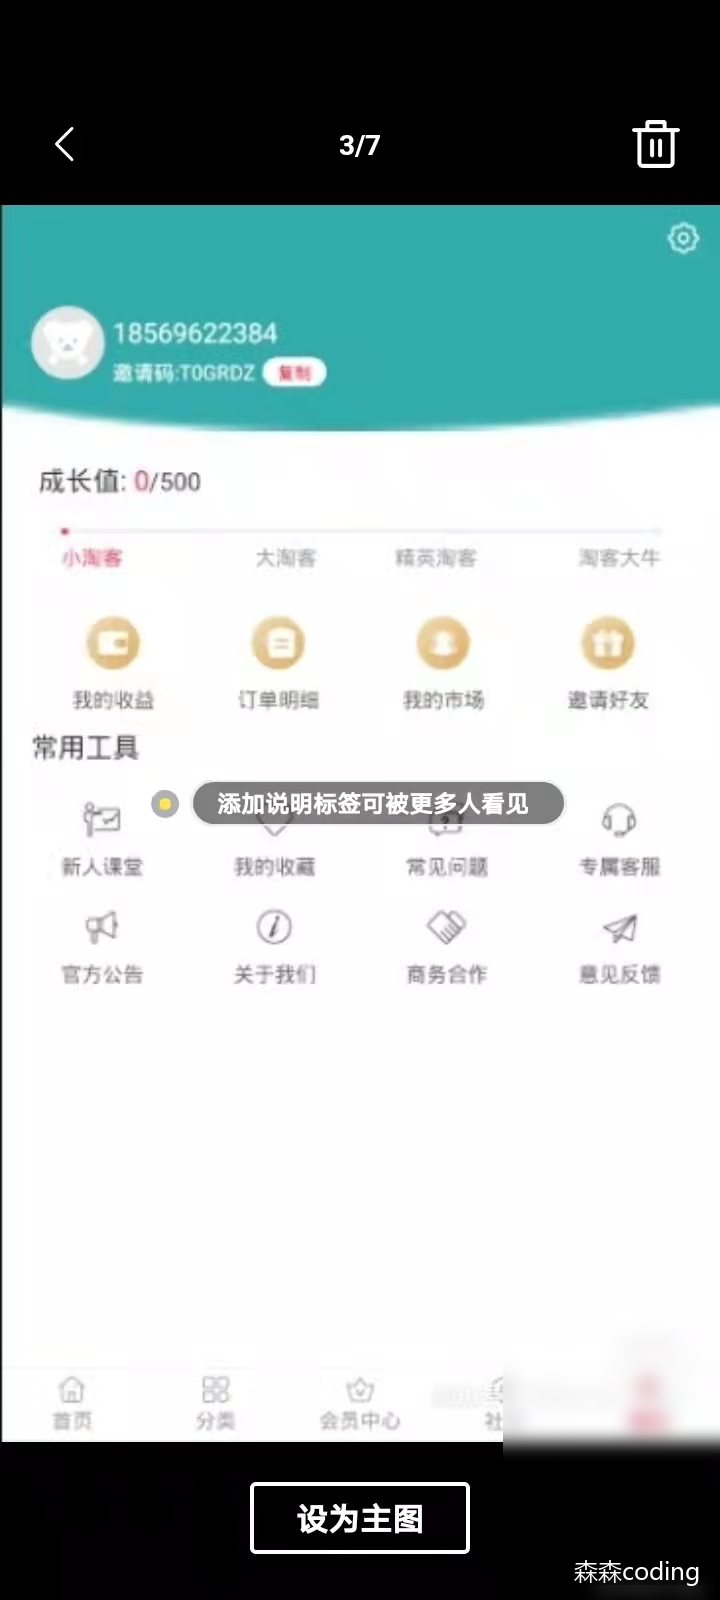 3/7
18569622384
邀请码:T0GRDZ 复制
成长值: 0/500
小淘客 大淘客 精英淘客 淘客大牛
我的收益 订单明细 我的市场 邀请好友
常用工具
添加说明标签可被更多人看见
新人课堂 我的收藏 常见问题 专属客服
官方公告 关于我们 商务合作 意见反馈
首页 分类 会员中心 社
设为主图
森森coding